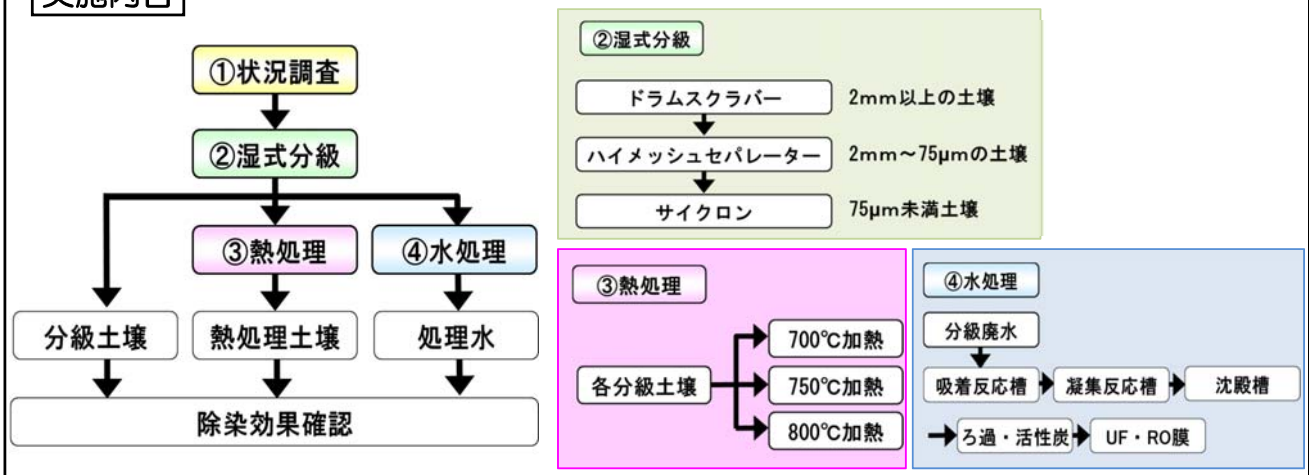 実施内容
①状況調査
②湿式分級
③熱処理
④水処理
分級土壌
熱処理土壌
処理水
除染効果確認
②湿式分級
ドラムスクラバー
2mm以上の土壌
ハイメッシュセパレーター
2mm～75μmの土壌
サイクロン
75μm未満土壌
③熱処理
各分級土壌
700℃加熱
750℃加熱
800℃加熱
④水処理
分級廃水
吸着反応槽
凝集反応槽
沈殿槽
ろ過・活性炭
UF・RO膜